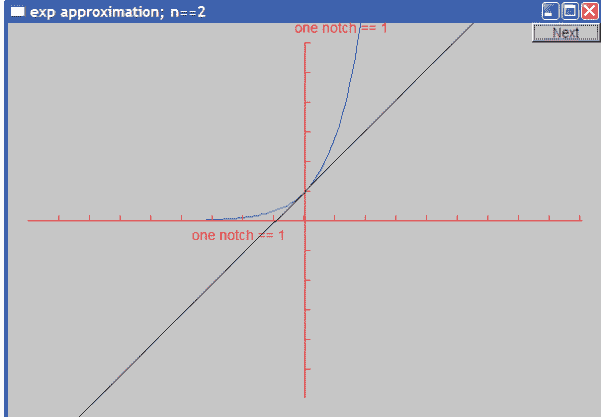 exp approximation; n==2
one notch == 1
Next
one notch == 1